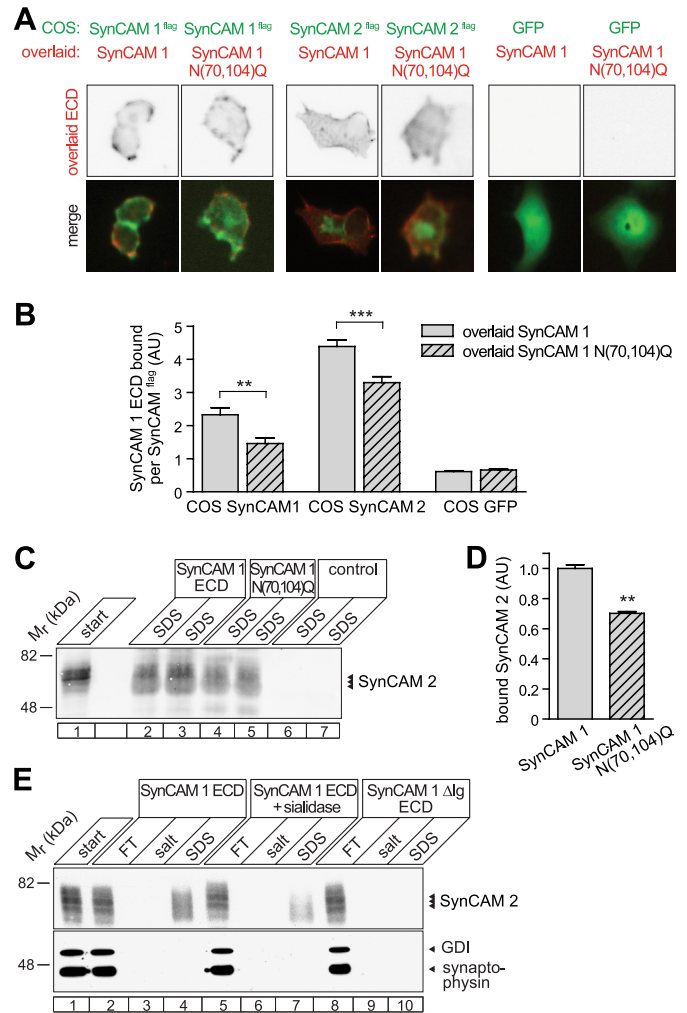 A
COS: SynCAM 1 flag SynCAM 1 flag SynCAM 2 flag SynCAM 2 flag GFP GFP
overlaid: SynCAM 1 SynCAM 1 N(70,104)Q SynCAM 1 SynCAM 1 N(70,104)Q SynCAM 1 SynCAM 1 N(70,104)Q
overlaid ECD
merge
B
SynCAM 1 ECD bound
per SynCAM flag (AU)
5
4
3
2
1
0
**
***
overlaid SynCAM 1
overlaid SynCAM 1 N(70,104)Q
COS SynCAM1 COS SynCAM 2 COS GFP
C
Mr (kDa)
start
SynCAM 1 ECD
SynCAM 1 N(70,104)Q
control
SDS SDS SDS SDS SDS SDS
82
48
SynCAM 2
1 2 3 4 5 6 7
D
bound SynCAM 2 (AU)
1.0
0.8
0.6
0.4
0.2
0
**
SynCAM 1
SynCAM 1
N(70,104)Q
E
Mr (kDa)
SynCAM 1 ECD
SynCAM 1 ECD + sialidase
SynCAM 1 ΔIg ECD
start FT salt SDS FT salt SDS FT salt SDS
82
SynCAM 2
48
GDI
synapto-
physin
1 2 3 4 5 6 7 8 9 10